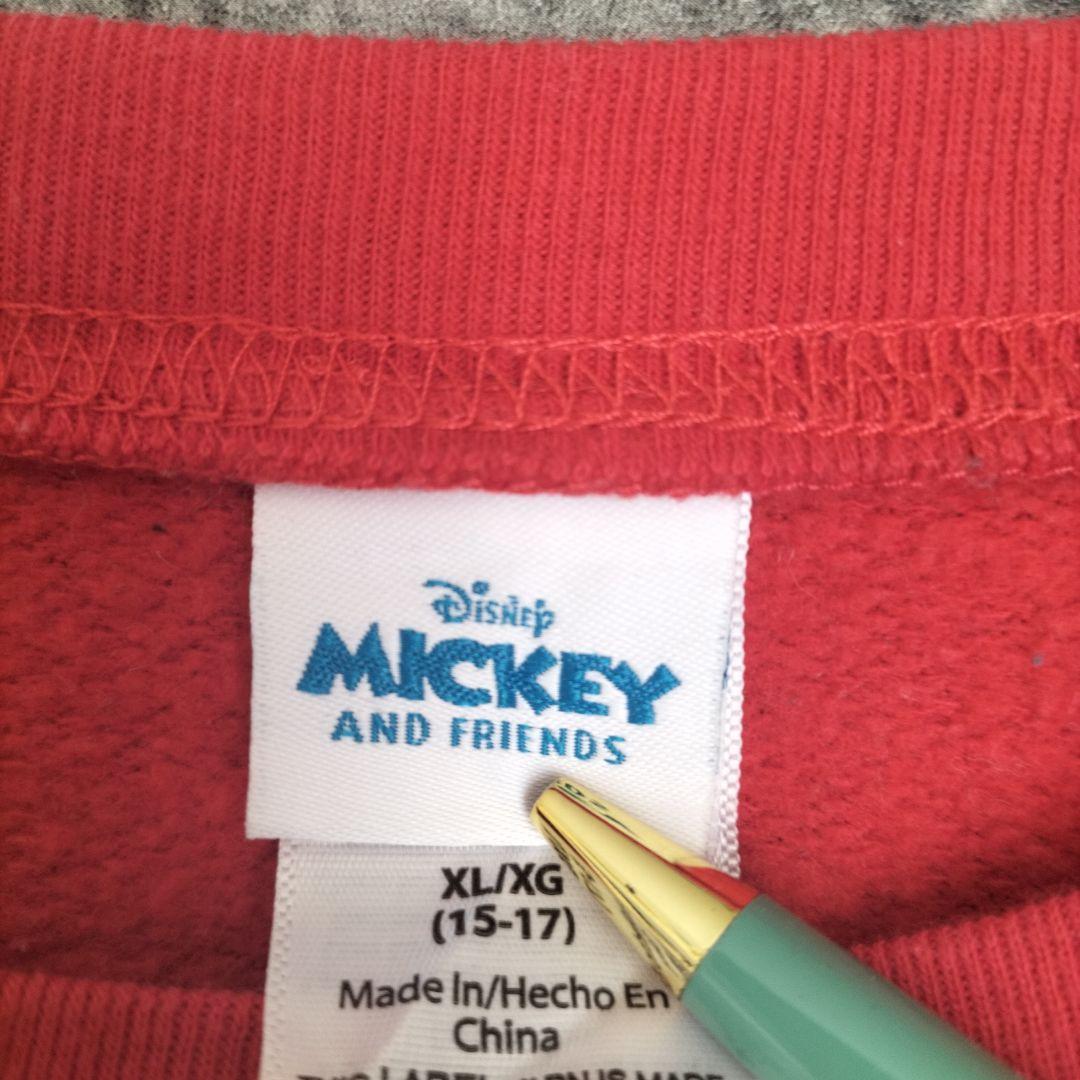 Disney
MICKEY
AND FRIENDS
XL/XG
(15-17)
Made In/Hecho En
China